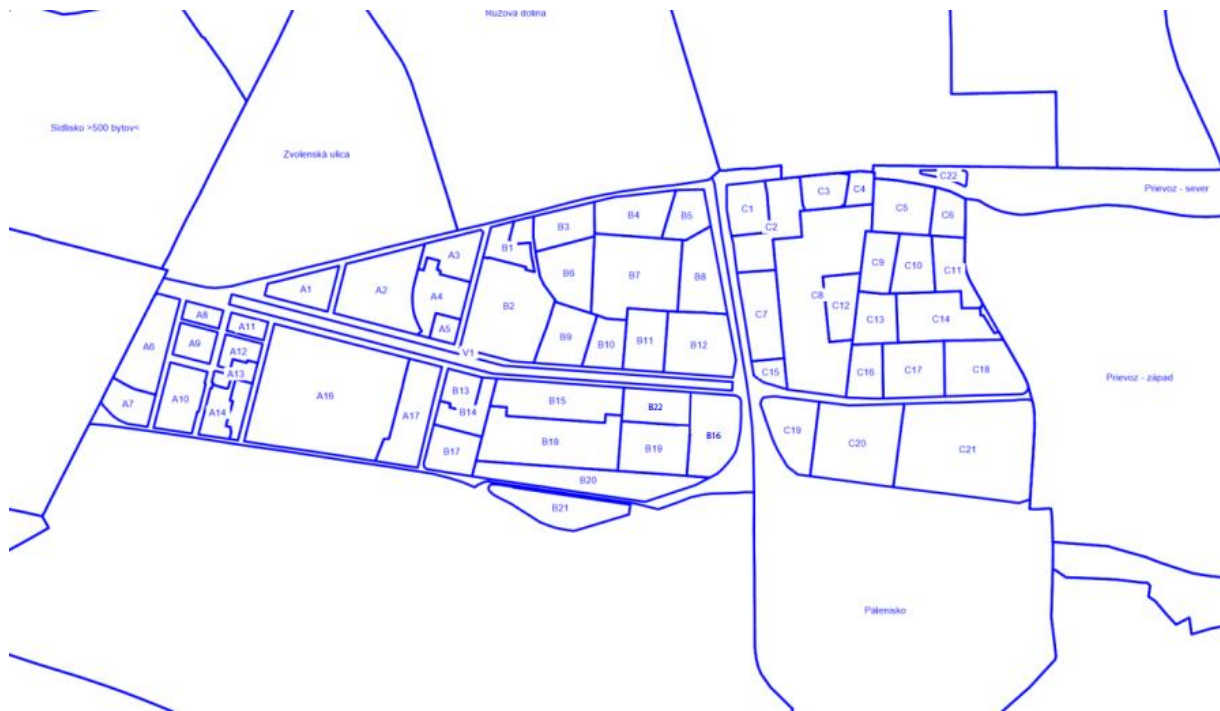 Ružová dolina
Sídlisko >500 bytov<
Zvolenská ulica
Prievoz - sever
Prievoz - západ
Pálenisko
A1
A2
A3
A4
A5
A6
A7
A8
A9
A10
A11
A12
A13
A14
A16
A17
V1
B1
B2
B3
B4
B5
B6
B7
B8
B9
B10
B11
B12
B13
B14
B15
B22
B16
B17
B18
B19
B20
B21
C1
C2
C3
C4
C22
C5
C6
C7
C8
C9
C10
C11
C12
C13
C14
C15
C16
C17
C18
C19
C20
C21